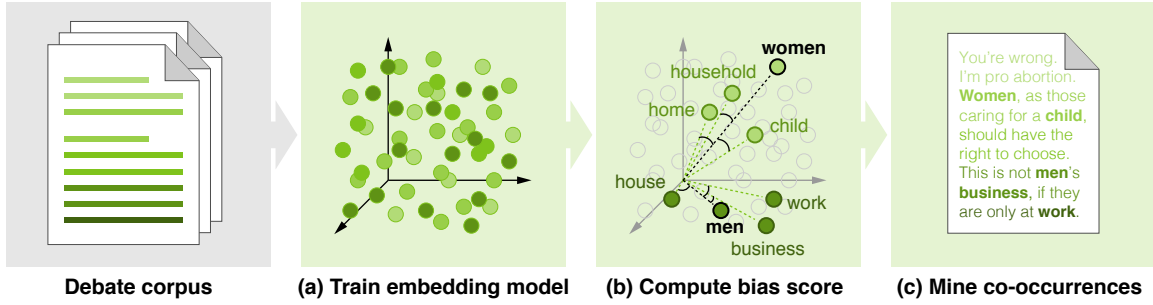 women
household
home
child
house
work
men
business
You're wrong.
I'm pro abortion.
Women, as those
caring for a child,
should have the
right to choose.
This is not men's
business, if they
are only at work.
Debate corpus
(a) Train embedding model
(b) Compute bias score
(c) Mine co-occurrences